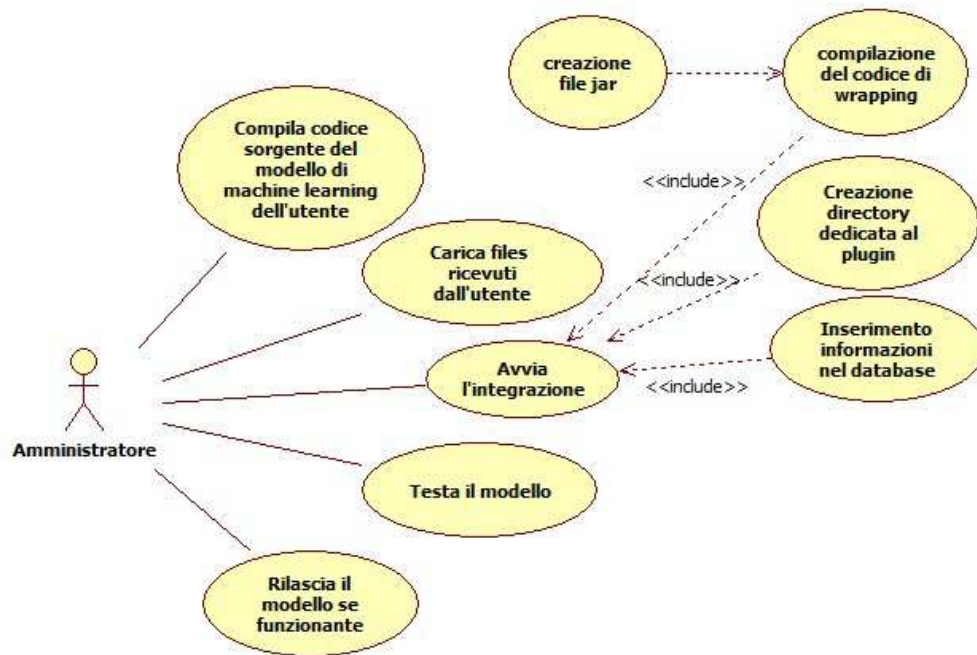 creazione
file jar
compilazione
del codice di
wrapping
Compila codice
sorgente del
modello di
machine learning
dell'utente
<<include>>
Creazione
directory
dedicata al
plugin
Carica files
ricevuti
dall'utente
<<include>>
Inserimento
informazioni
nel database
Avvia
l'integrazione
<<include>>
Amministratore
Testa il modello
Rilascia il
modello se
funzionante